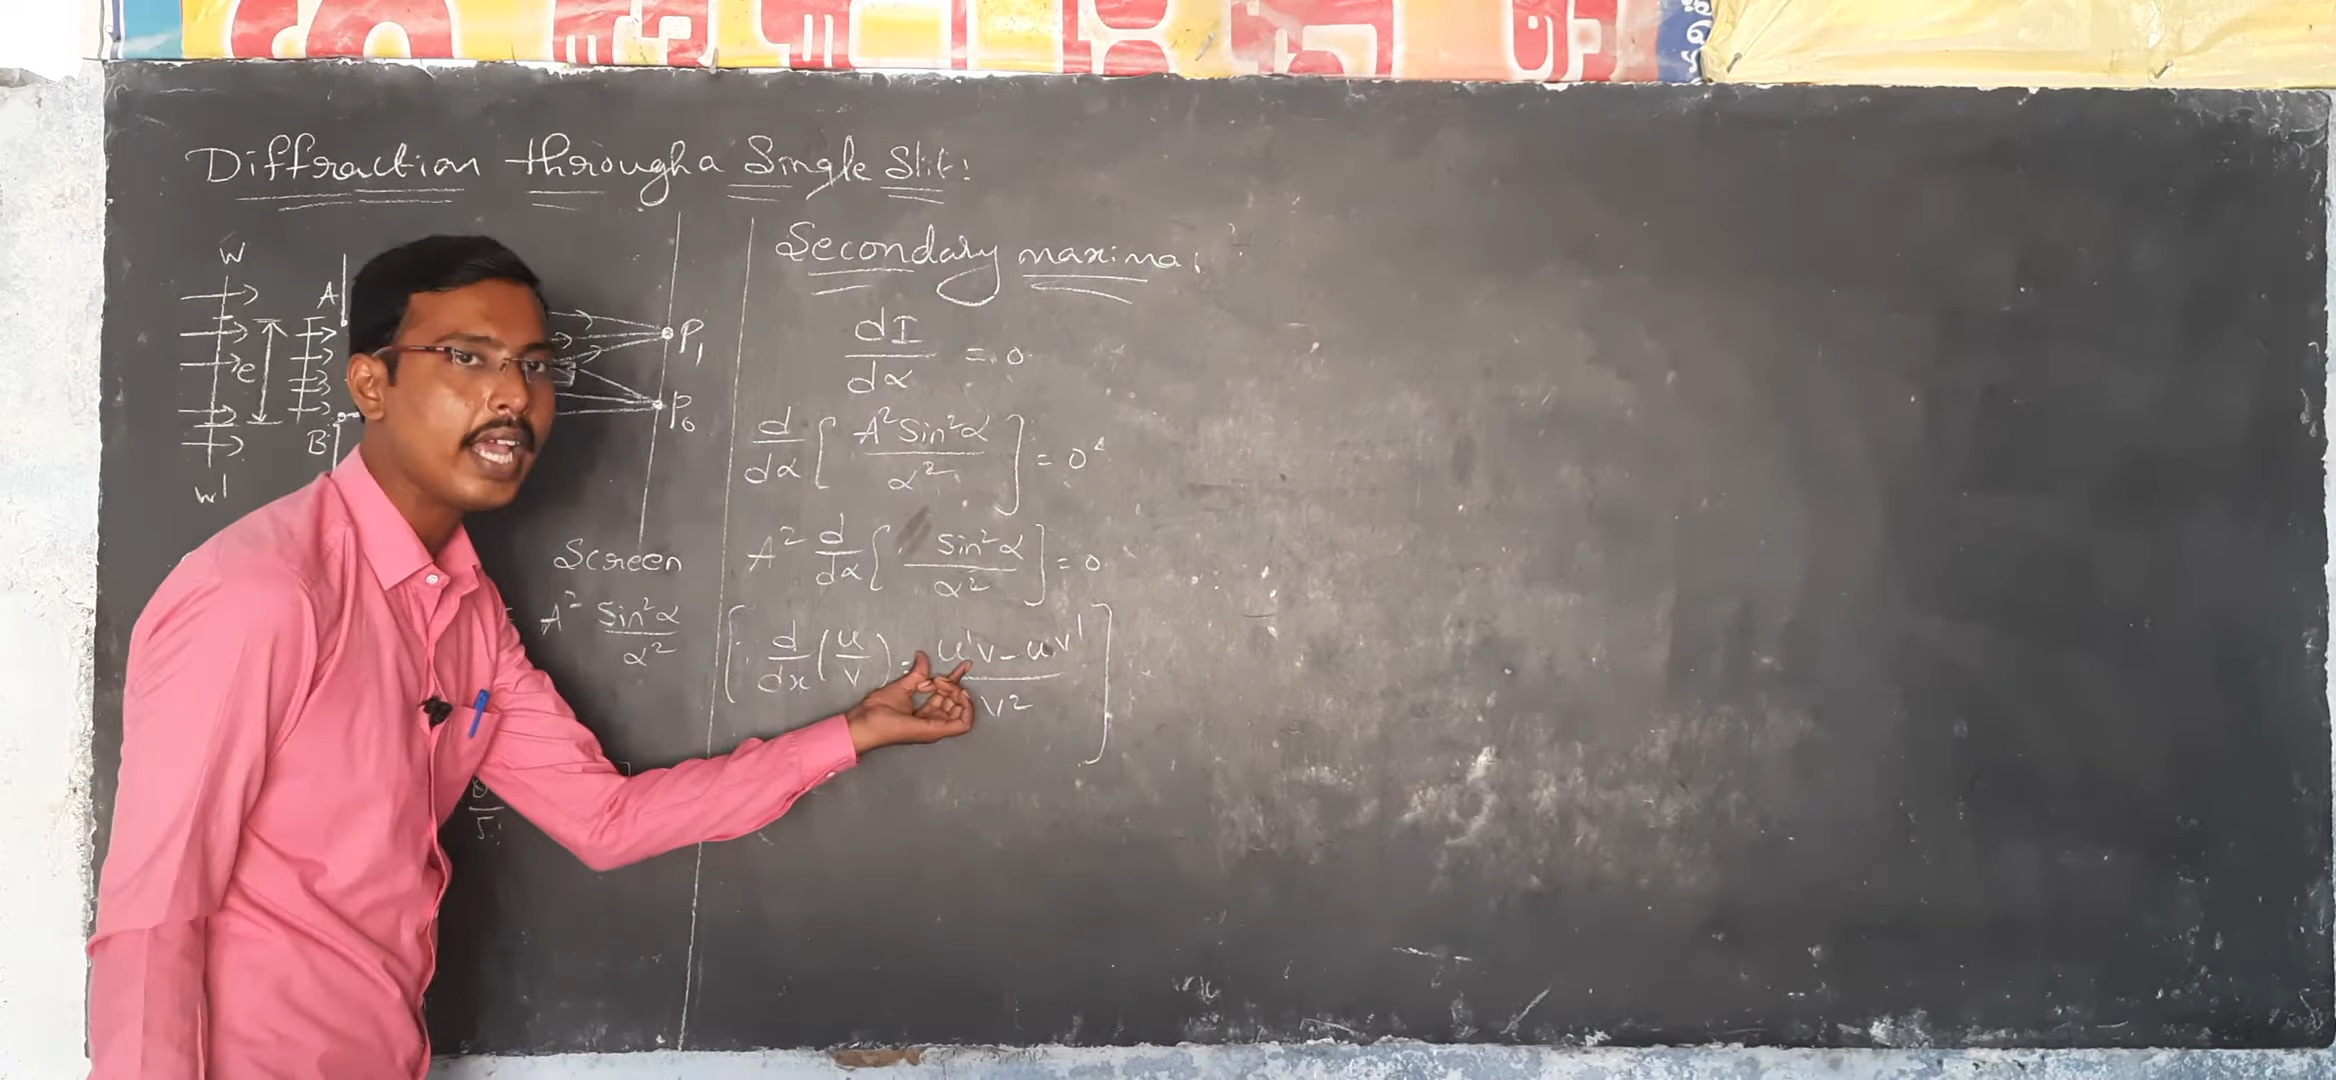 Diffraction through a Single Slit:
W
A
e
B
W'
P₁
P₀
Screen
A² Sin²α / α²
Secondary maxima:
dI / dα = 0
d/dα [ A² Sin²α / α² ] = 0
A² d/dα [ Sin²α / α² ] = 0
[ d/dx (u/v) = u'v - uv' / v² ]